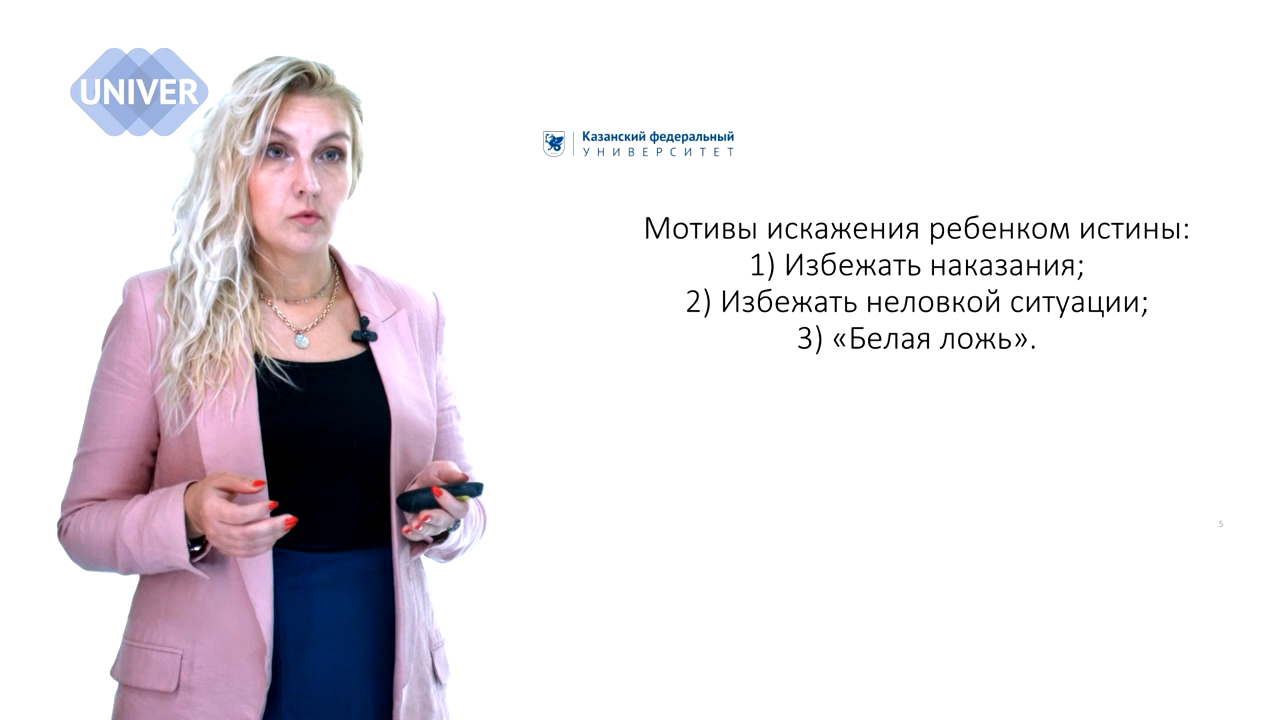 UNIVER
Казанский федеральный
УНИВЕРСИТЕТ
Мотивы искажения ребенком истины:
1) Избежать наказания;
2) Избежать неловкой ситуации;
3) «Белая ложь».
5